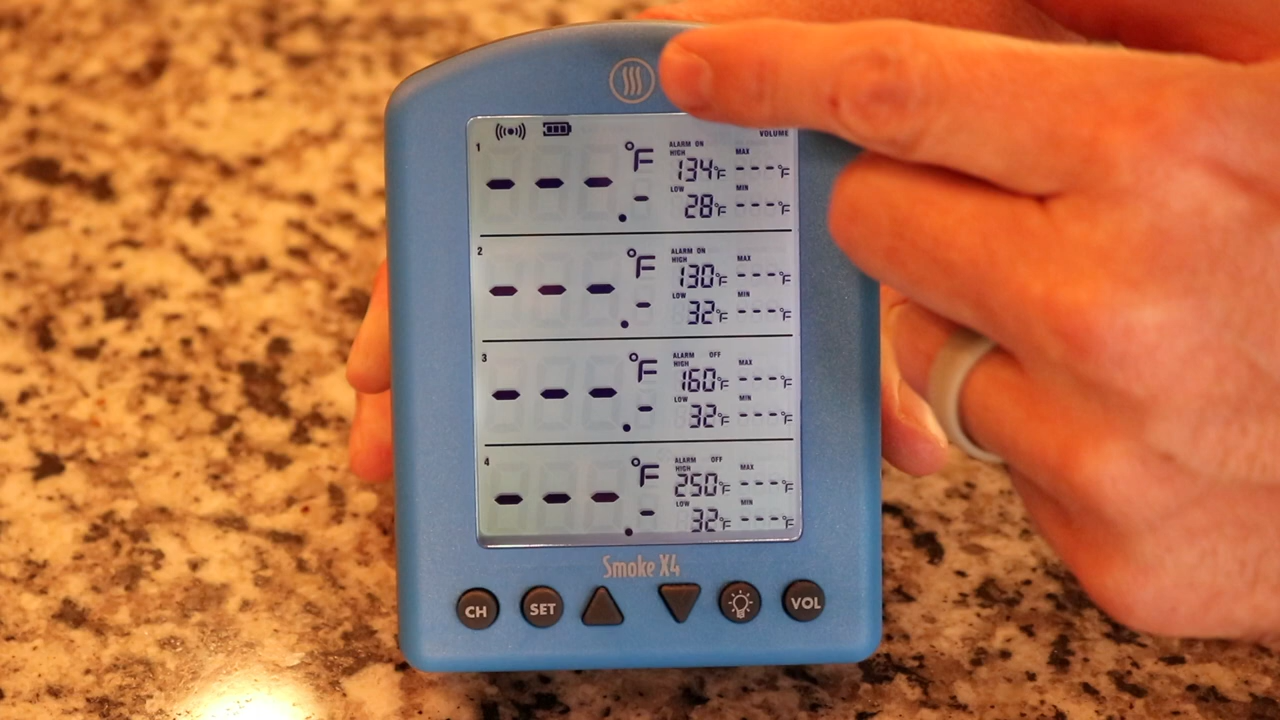 VOLUME
1 ---.- °F ALARM ON
HIGH 134°F MAX ---°F
LOW 28°F MIN ---°F
2 ---.- °F ALARM ON
HIGH 130°F MAX ---°F
LOW 32°F MIN ---°F
3 ---.- °F ALARM OFF
HIGH 160°F MAX ---°F
LOW 32°F MIN ---°F
4 ---.- °F ALARM OFF
HIGH 250°F MAX ---°F
LOW 32°F MIN ---°F
Smoke X4
CH SET VOL